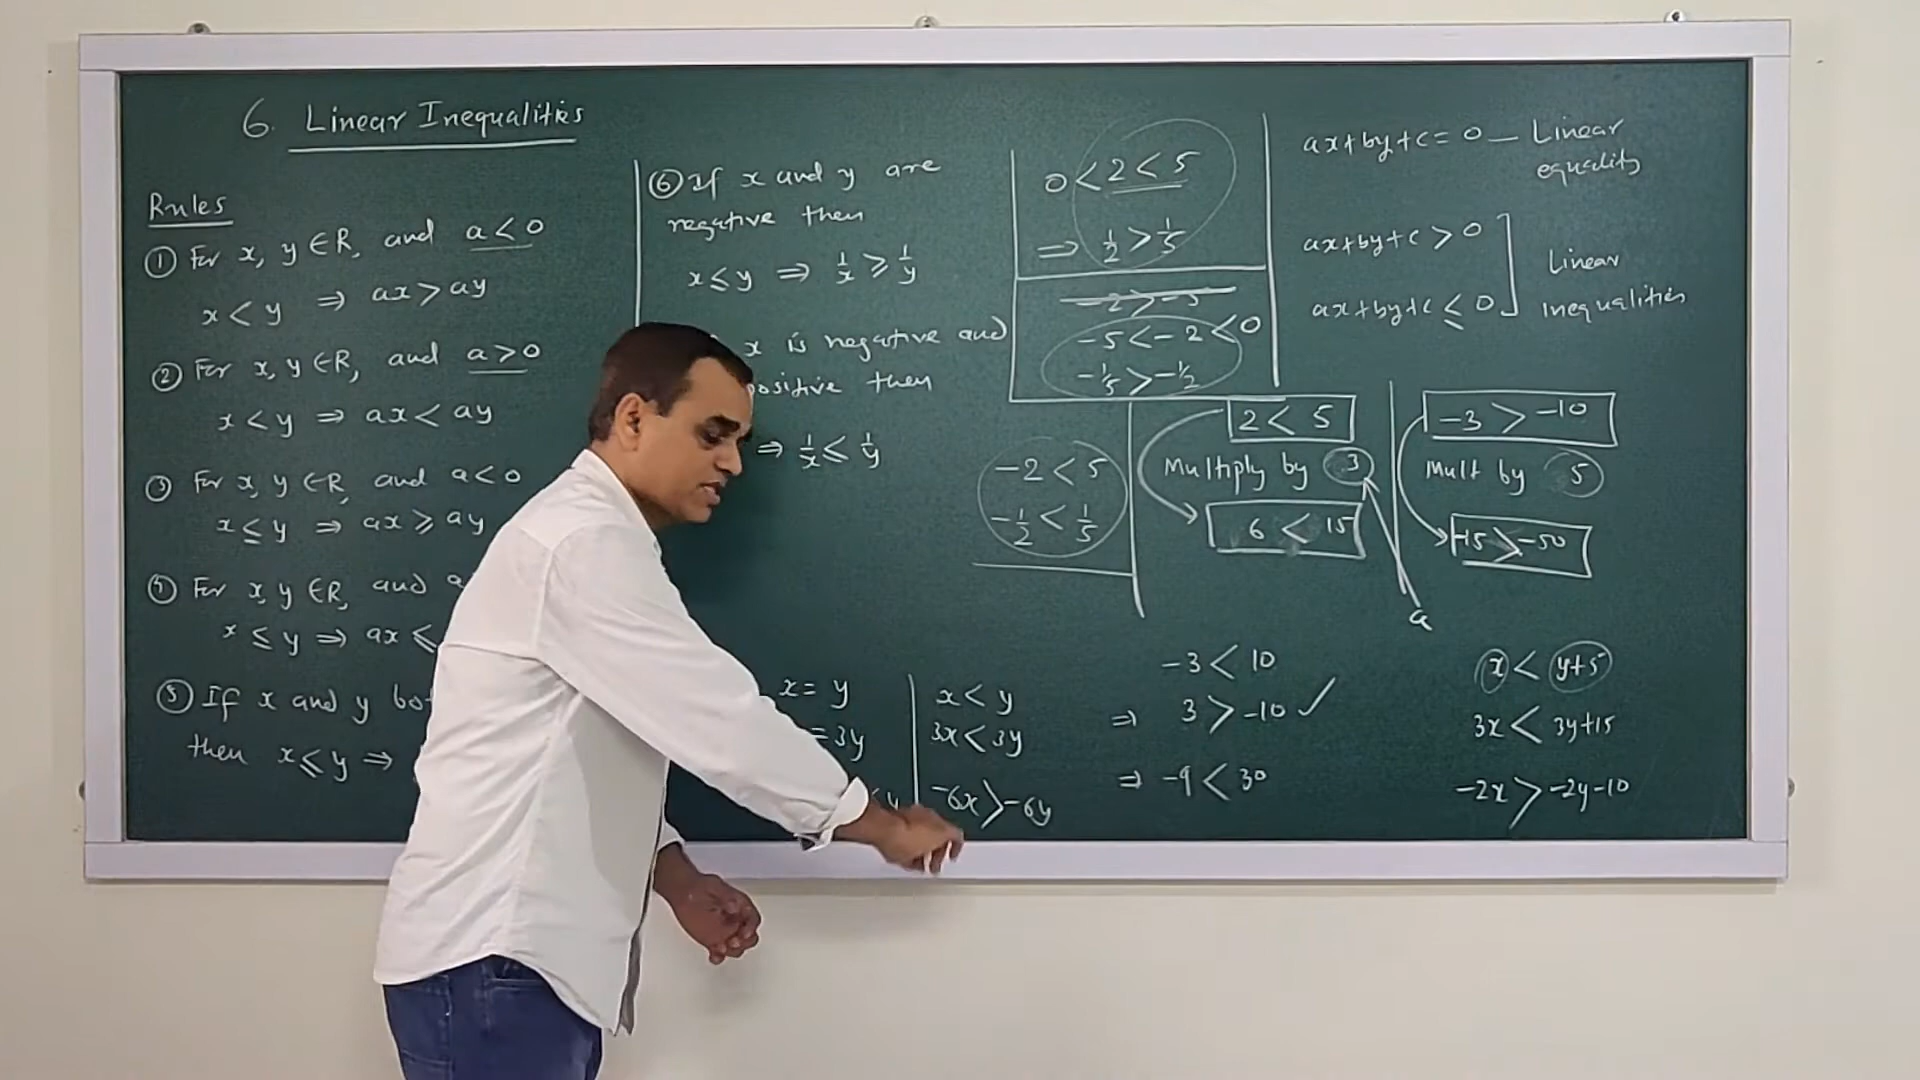 6. Linear Inequalities
Rules
① For x, y ∈ R, and a < 0
x < y ⇒ ax > ay
② For x, y ∈ R, and a > 0
x < y ⇒ ax < ay
③ For x, y ∈ R, and a < 0
x ≤ y ⇒ ax ≥ ay
④ For x, y ∈ R, and a
x ≤ y ⇒ ax ≤
⑤ If x and y bot
then x ≤ y ⇒
⑥ If x and y are
negative then
x ≤ y ⇒ 1/x ≥ 1/y
x is negative and
positive then
⇒ 1/x ≤ 1/y
x = y
= 3y
x < y
3x < 3y
-6x > -6y
0 < 2 < 5
⇒ 1/2 > 1/5
-2 > -5
-5 < -2 < 0
-1/5 > -1/2
-2 < 5
-1/2 < 1/5
2 < 5
Multiply by 3
6 < 15
-3 > -10
Mult by 5
-15 > -50
a
ax+by+c = 0 — Linear
equality
ax+by+c > 0
ax+by+c ≤ 0
Linear
inequalities
-3 < 10
⇒ 3 > -10 ✓
⇒ -9 < 30
x < y+5
3x < 3y+15
-2x > -2y-10